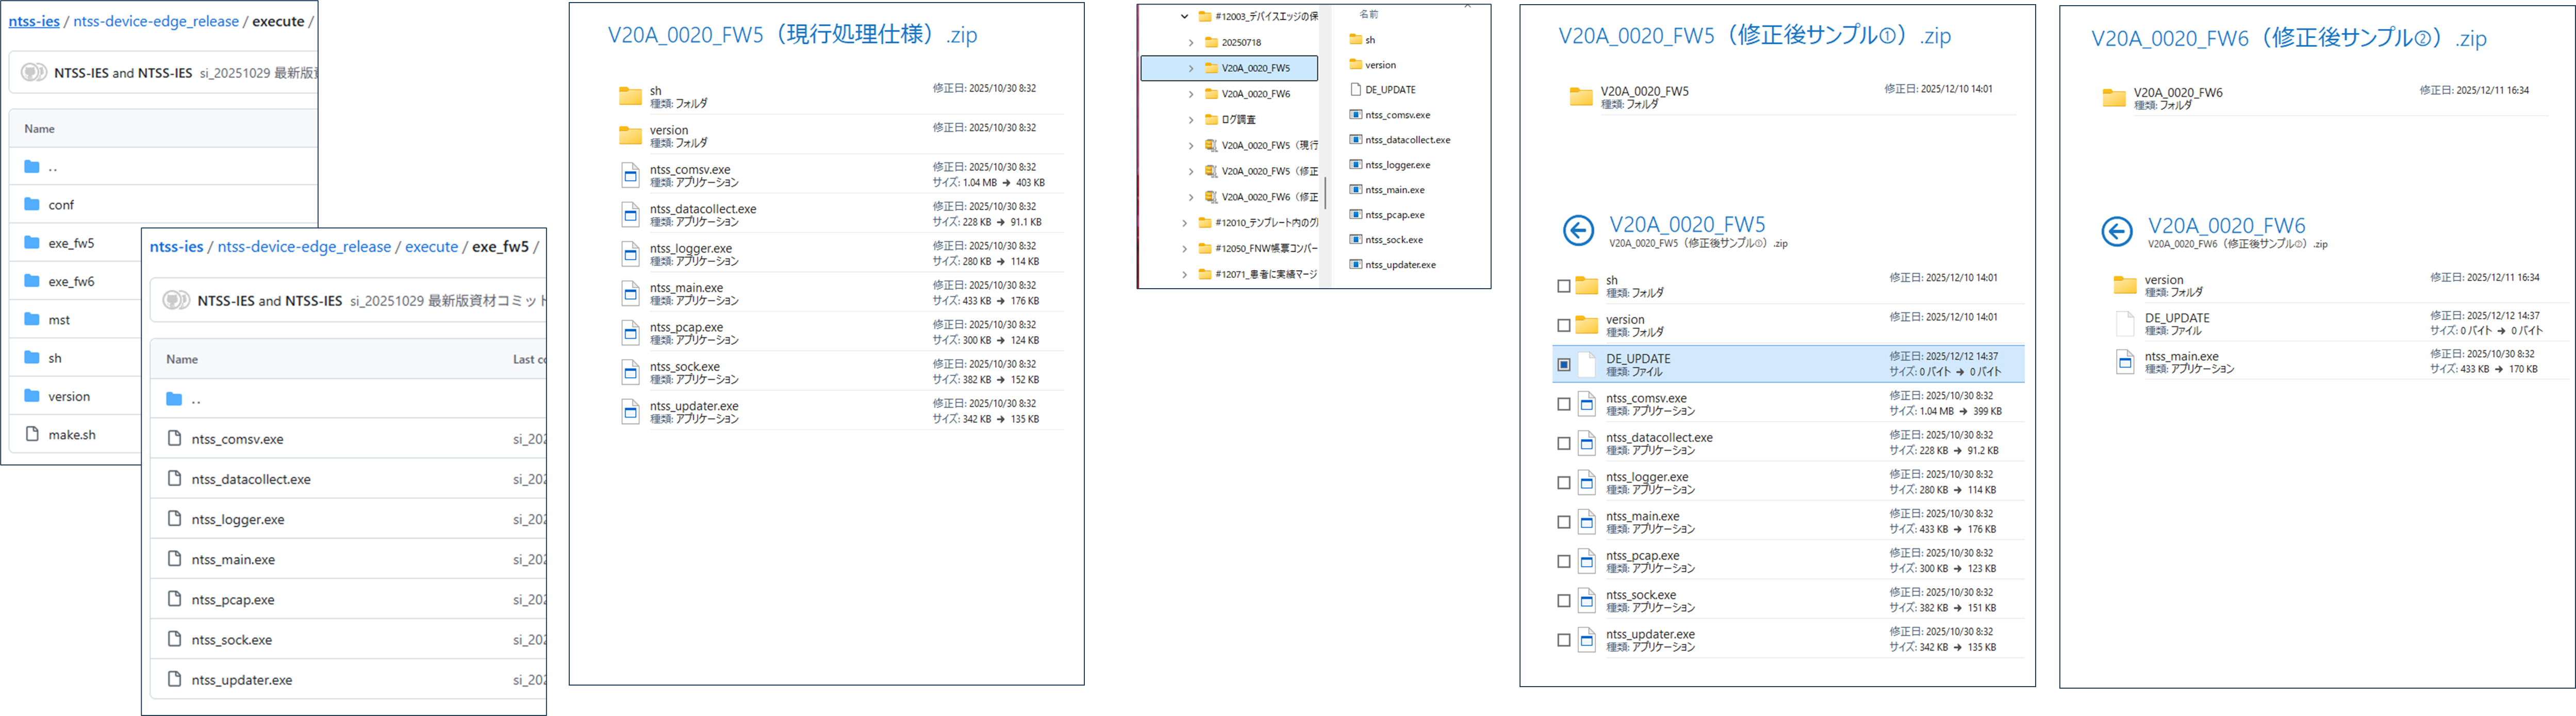 ntss-ies / ntss-device-edge_release / execute /
NTSS-IES and NTSS-IES si_20251029 最新版資
Name
..
conf
exe_fw5
exe_fw6
mst
sh
version
make.sh
ntss-ies / ntss-device-edge_release / execute / exe_fw5 /
NTSS-IES and NTSS-IES si_20251029 最新版資材コミット
Name Last co
..
ntss_comsv.exe si_202
ntss_datacollect.exe si_202
ntss_logger.exe si_202
ntss_main.exe si_202
ntss_pcap.exe si_202
ntss_sock.exe si_202
ntss_updater.exe si_202
V20A_0020_FW5（現行処理仕様）.zip
sh 修正日: 2025/10/30 8:32
種類: フォルダ
version 修正日: 2025/10/30 8:32
種類: フォルダ
ntss_comsv.exe 修正日: 2025/10/30 8:32
種類: アプリケーション サイズ: 1.04 MB → 403 KB
ntss_datacollect.exe 修正日: 2025/10/30 8:32
種類: アプリケーション サイズ: 228 KB → 91.1 KB
ntss_logger.exe 修正日: 2025/10/30 8:32
種類: アプリケーション サイズ: 280 KB → 114 KB
ntss_main.exe 修正日: 2025/10/30 8:32
種類: アプリケーション サイズ: 433 KB → 176 KB
ntss_pcap.exe 修正日: 2025/10/30 8:32
種類: アプリケーション サイズ: 300 KB → 124 KB
ntss_sock.exe 修正日: 2025/10/30 8:32
種類: アプリケーション サイズ: 382 KB → 152 KB
ntss_updater.exe 修正日: 2025/10/30 8:32
種類: アプリケーション サイズ: 342 KB → 135 KB
#12003_デバイスエッジの保
20250718
V20A_0020_FW5
V20A_0020_FW6
ログ調査
V20A_0020_FW5（現行
V20A_0020_FW5（修正
V20A_0020_FW6（修正
#12010_テンプレート内のグ
#12050_FNW帳票コンバー
#12071_患者に実績マージ
名前
sh
version
DE_UPDATE
ntss_comsv.exe
ntss_datacollect.exe
ntss_logger.exe
ntss_main.exe
ntss_pcap.exe
ntss_sock.exe
ntss_updater.exe
V20A_0020_FW5（修正後サンプル①）.zip
V20A_0020_FW5 修正日: 2025/12/10 14:01
種類: フォルダ
V20A_0020_FW5
V20A_0020_FW5（修正後サンプル①）.zip
sh 修正日: 2025/12/10 14:01
種類: フォルダ
version 修正日: 2025/12/10 14:01
種類: フォルダ
DE_UPDATE 修正日: 2025/12/12 14:37
種類: ファイル サイズ: 0 バイト → 0 バイト
ntss_comsv.exe 修正日: 2025/10/30 8:32
種類: アプリケーション サイズ: 1.04 MB → 399 KB
ntss_datacollect.exe 修正日: 2025/10/30 8:32
種類: アプリケーション サイズ: 228 KB → 91.2 KB
ntss_logger.exe 修正日: 2025/10/30 8:32
種類: アプリケーション サイズ: 280 KB → 114 KB
ntss_main.exe 修正日: 2025/10/30 8:32
種類: アプリケーション サイズ: 433 KB → 176 KB
ntss_pcap.exe 修正日: 2025/10/30 8:32
種類: アプリケーション サイズ: 300 KB → 123 KB
ntss_sock.exe 修正日: 2025/10/30 8:32
種類: アプリケーション サイズ: 382 KB → 151 KB
ntss_updater.exe 修正日: 2025/10/30 8:32
種類: アプリケーション サイズ: 342 KB → 135 KB
V20A_0020_FW6（修正後サンプル②）.zip
V20A_0020_FW6 修正日: 2025/12/11 16:34
種類: フォルダ
V20A_0020_FW6
V20A_0020_FW6（修正後サンプル②）.zip
version 修正日: 2025/12/11 16:34
種類: フォルダ
DE_UPDATE 修正日: 2025/12/12 14:37
種類: ファイル サイズ: 0 バイト → 0 バイト
ntss_main.exe 修正日: 2025/10/30 8:32
種類: アプリケーション サイズ: 433 KB → 170 KB